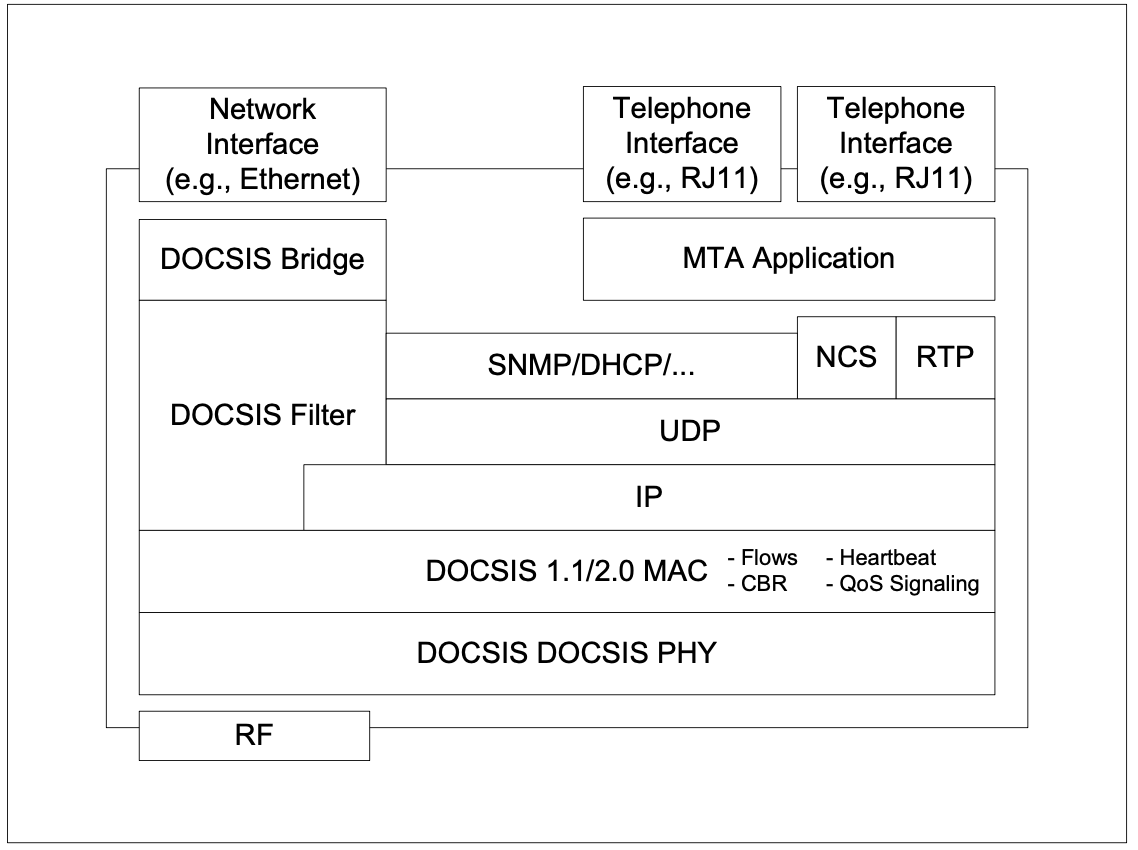 Network
Interface
(e.g., Ethernet)
Telephone
Interface
(e.g., RJ11)
Telephone
Interface
(e.g., RJ11)
DOCSIS Bridge
MTA Application
SNMP/DHCP/...
NCS
RTP
DOCSIS Filter
UDP
IP
DOCSIS 1.1/2.0 MAC
- Flows
- CBR
- Heartbeat
- QoS Signaling
DOCSIS DOCSIS PHY
RF